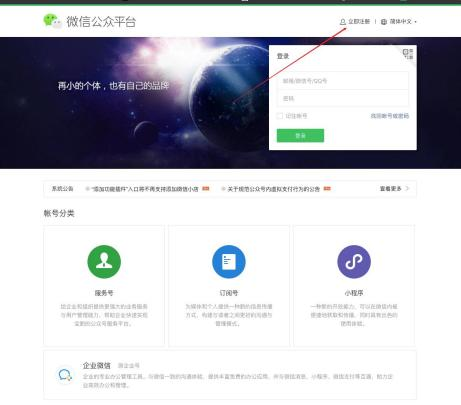 微信公众平台
立即注册 | 简体中文
再小的个体，也有自己的品牌
登录
邮箱/微信号/QQ号
密码
记住帐号 找回帐号或密码
登录
系统公告 “添加功能插件”入口将不再支持添加微信小店 关于规范公众号内虚拟支付行为的公告 查看更多
帐号分类
服务号
给企业和组织提供更强大的业务服务
与用户管理能力，帮助企业快速实现
全新的公众号服务平台。
订阅号
为媒体和个人提供一种新的信息传播
方式，构建与读者之间更好的沟通与
管理模式。
小程序
一种新的开放能力，可以在微信内被
便捷地获取和传播，同时具有出色的
使用体验。
企业微信 原企业号
企业的专业办公管理工具。与微信一致的沟通体验，提供丰富免费的办公应用，并与微信消息、小程序、微信支付等互通，助力企
业高效办公和管理。